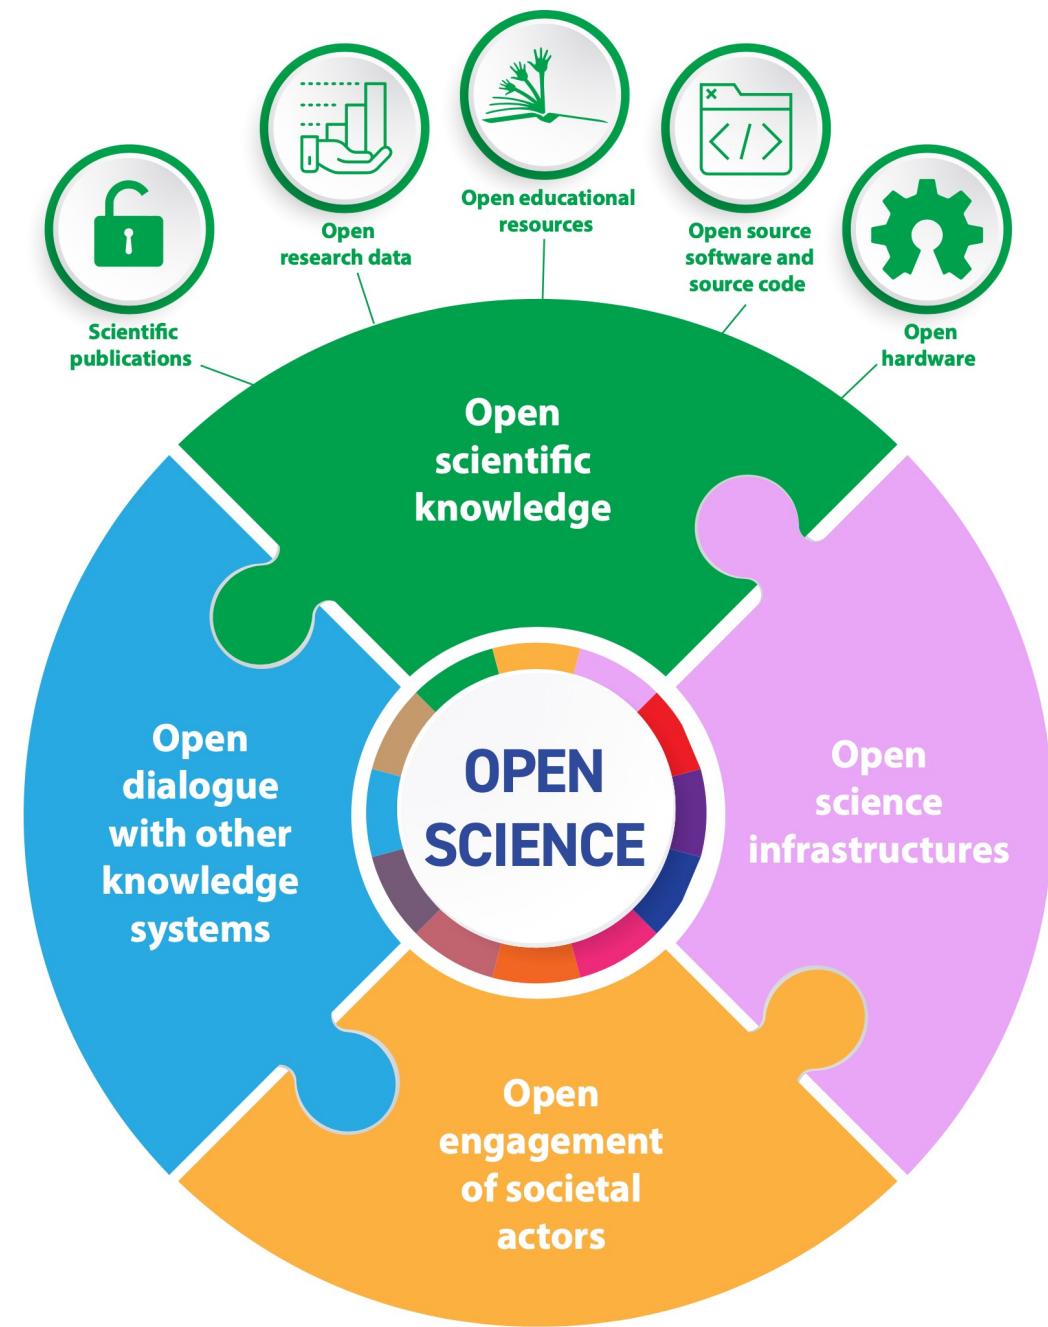 Open educational
resources
Open
research data
Open source
software and
source code
Scientific
publications
Open
hardware
Open
scientific
knowledge
Open
dialogue
with other
knowledge
systems
OPEN
SCIENCE
Open
science
infrastructures
Open
engagement
of societal
actors